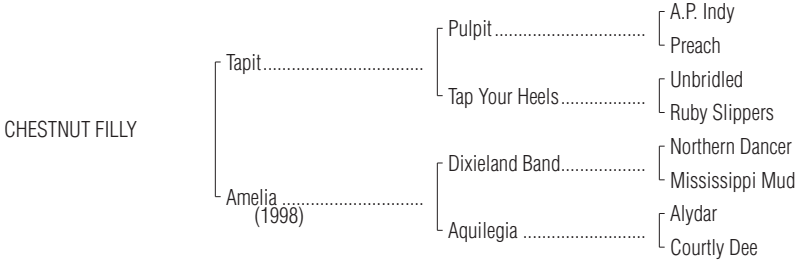 A.P. Indy
Pulpit..................................
Preach
Tapit....................................
Unbridled
Tap Your Heels...................
Ruby Slippers
CHESTNUT FILLY
Northern Dancer
Dixieland Band...................
Mississippi Mud
Amelia ................................
(1998)
Alydar
Aquilegia ............................
Courtly Dee